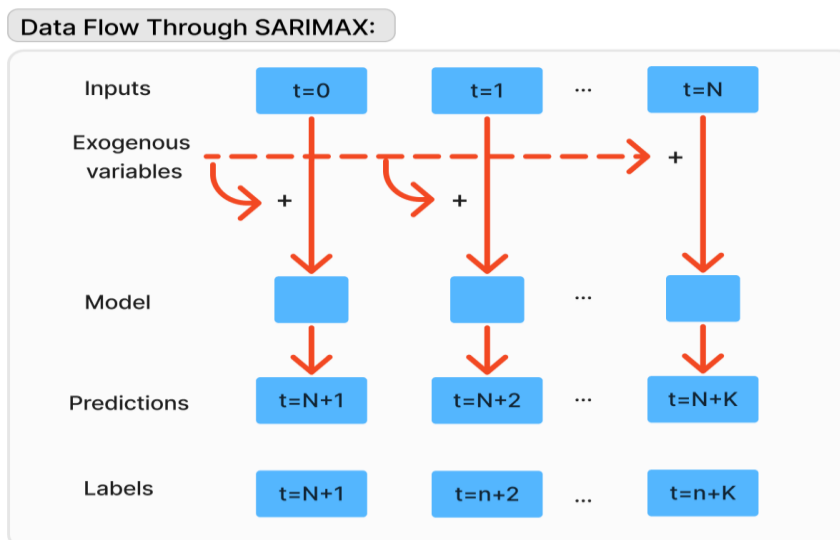 Data Flow Through SARIMAX:
Inputs t=0 t=1 ... t=N
Exogenous
variables
+
+ +
Model ...
Predictions t=N+1 t=N+2 ... t=N+K
Labels t=N+1 t=n+2 ... t=n+K